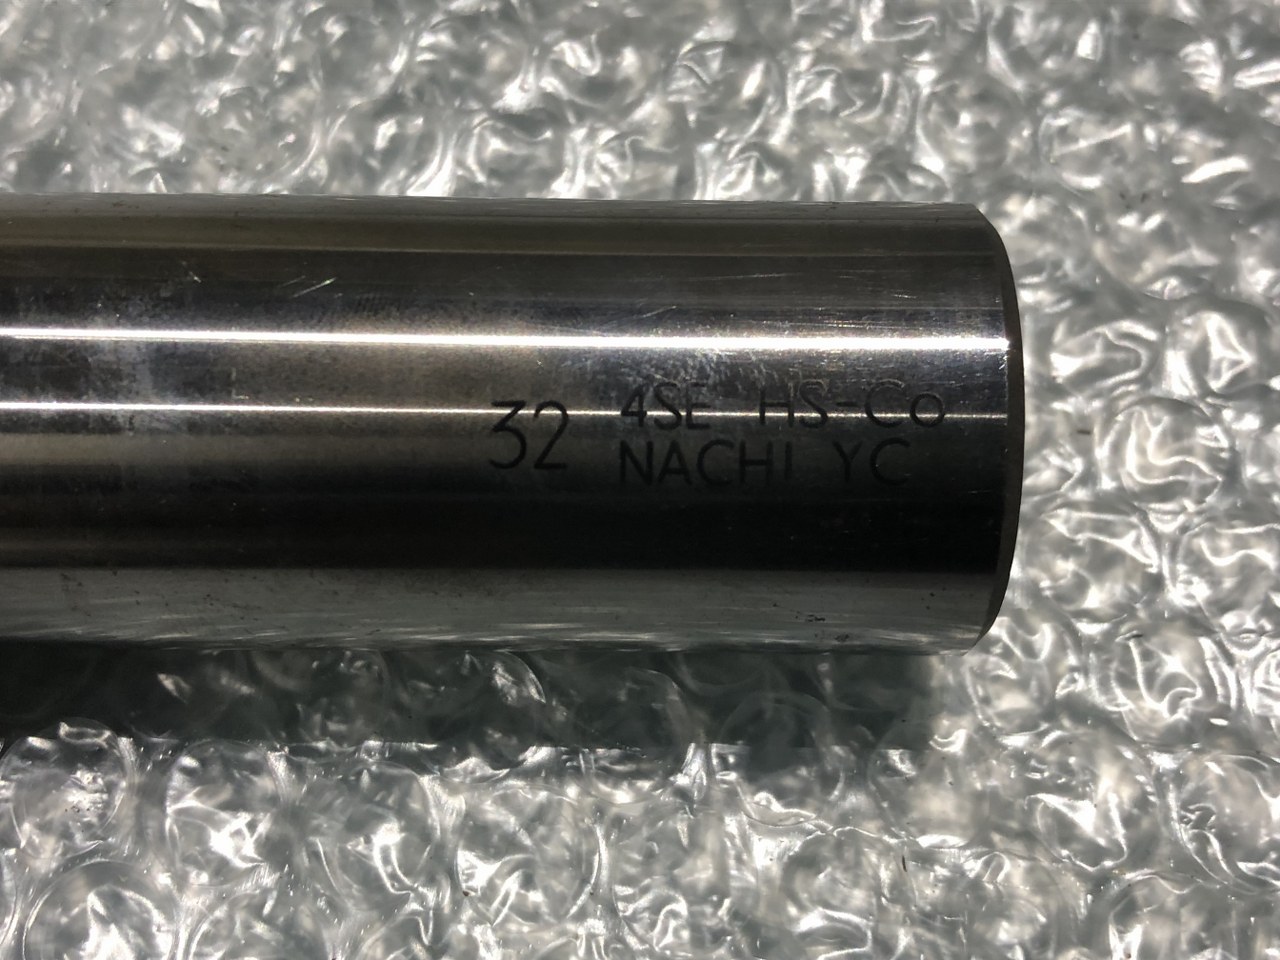 32
4SE HS-Co
NACHI YC